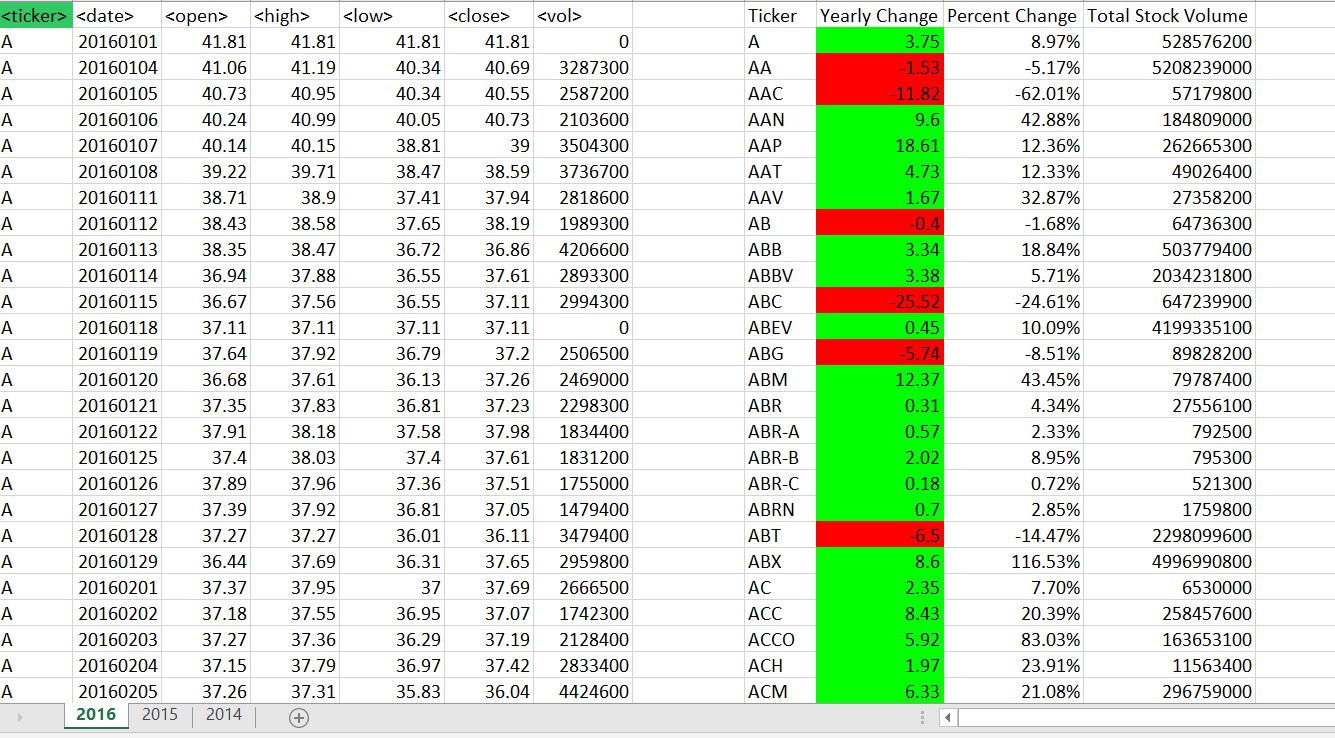 <ticker> <date> <open> <high> <low> <close> <vol> Ticker Yearly Change Percent Change Total Stock Volume
A 20160101 41.81 41.81 41.81 41.81 0 A 3.75 8.97% 528576200
A 20160104 41.06 41.19 40.34 40.69 3287300 AA -1.53 -5.17% 5208239000
A 20160105 40.73 40.95 40.34 40.55 2587200 AAC -11.82 -62.01% 57179800
A 20160106 40.24 40.99 40.05 40.73 2103600 AAN 9.6 42.88% 184809000
A 20160107 40.14 40.15 38.81 39 3504300 AAP 18.61 12.36% 262665300
A 20160108 39.22 39.71 38.47 38.59 3736700 AAT 4.73 12.33% 49026400
A 20160111 38.71 38.9 37.41 37.94 2818600 AAV 1.67 32.87% 27358200
A 20160112 38.43 38.58 37.65 38.19 1989300 AB -0.4 -1.68% 64736300
A 20160113 38.35 38.47 36.72 36.86 4206600 ABB 3.34 18.84% 503779400
A 20160114 36.94 37.88 36.55 37.61 2893300 ABBV 3.38 5.71% 2034231800
A 20160115 36.67 37.56 36.55 37.11 2994300 ABC -25.52 -24.61% 647239900
A 20160118 37.11 37.11 37.11 37.11 0 ABEV 0.45 10.09% 4199335100
A 20160119 37.64 37.92 36.79 37.2 2506500 ABG -5.74 -8.51% 89828200
A 20160120 36.68 37.61 36.13 37.26 2469000 ABM 12.37 43.45% 79787400
A 20160121 37.35 37.83 36.81 37.23 2298300 ABR 0.31 4.34% 27556100
A 20160122 37.91 38.18 37.58 37.98 1834400 ABR-A 0.57 2.33% 792500
A 20160125 37.4 38.03 37.4 37.61 1831200 ABR-B 2.02 8.95% 795300
A 20160126 37.89 37.96 37.36 37.51 1755000 ABR-C 0.18 0.72% 521300
A 20160127 37.39 37.92 36.81 37.05 1479400 ABRN 0.7 2.85% 1759800
A 20160128 37.27 37.27 36.01 36.11 3479400 ABT -6.5 -14.47% 2298099600
A 20160129 36.44 37.69 36.31 37.65 2959800 ABX 8.6 116.53% 4996990800
A 20160201 37.37 37.95 37 37.69 2666500 AC 2.35 7.70% 6530000
A 20160202 37.18 37.55 36.95 37.07 1742300 ACC 8.43 20.39% 258457600
A 20160203 37.27 37.36 36.29 37.19 2128400 ACCO 5.92 83.03% 163653100
A 20160204 37.15 37.79 36.97 37.42 2833400 ACH 1.97 23.91% 11563400
A 20160205 37.26 37.31 35.83 36.04 4424600 ACM 6.33 21.08% 296759000
2016 2015 2014